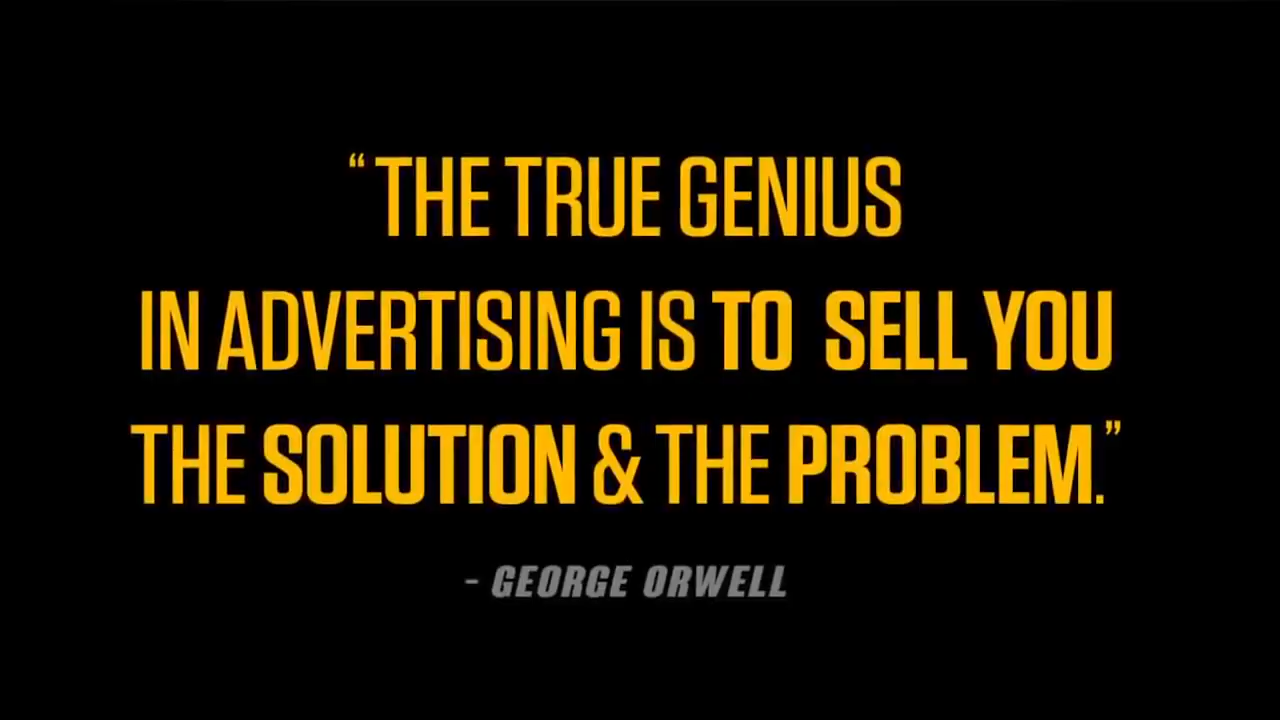 “THE TRUE GENIUS
IN ADVERTISING IS TO SELL YOU
THE SOLUTION & THE PROBLEM.”
- GEORGE ORWELL